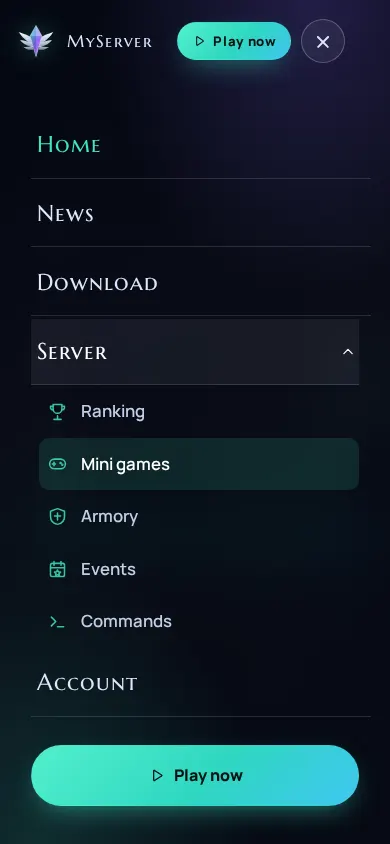 MyServer
Play now
Home
News
Download
Server
Ranking
Mini games
Armory
Events
Commands
Account
Play now